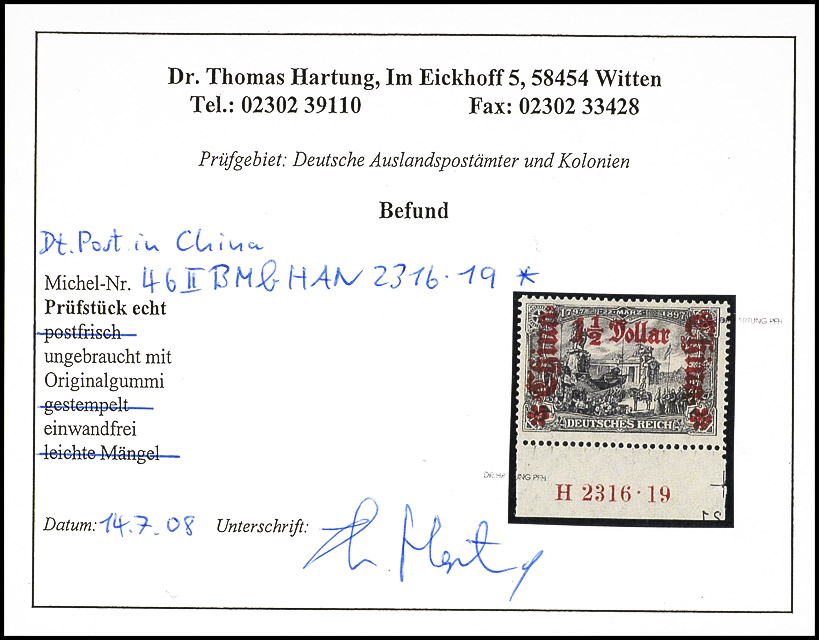 Dr. Thomas Hartung, Im Eickhoff 5, 58454 Witten
Tel.: 02302 39110 Fax: 02302 33428
Prüfgebiet: Deutsche Auslandspostämter und Kolonien
Befund
Dt. Post in China
Michel-Nr. 46 II B M b HAN 2316·19 *
Prüfstück echt
postfrisch
ungebraucht mit
Originalgummi
gestempelt
einwandfrei
leichte Mängel
Datum: 14.7.08 Unterschrift:
1797 22 MÄRZ 1897
1½ Dollar
China
China
DEUTSCHES REICH
H 2316·19